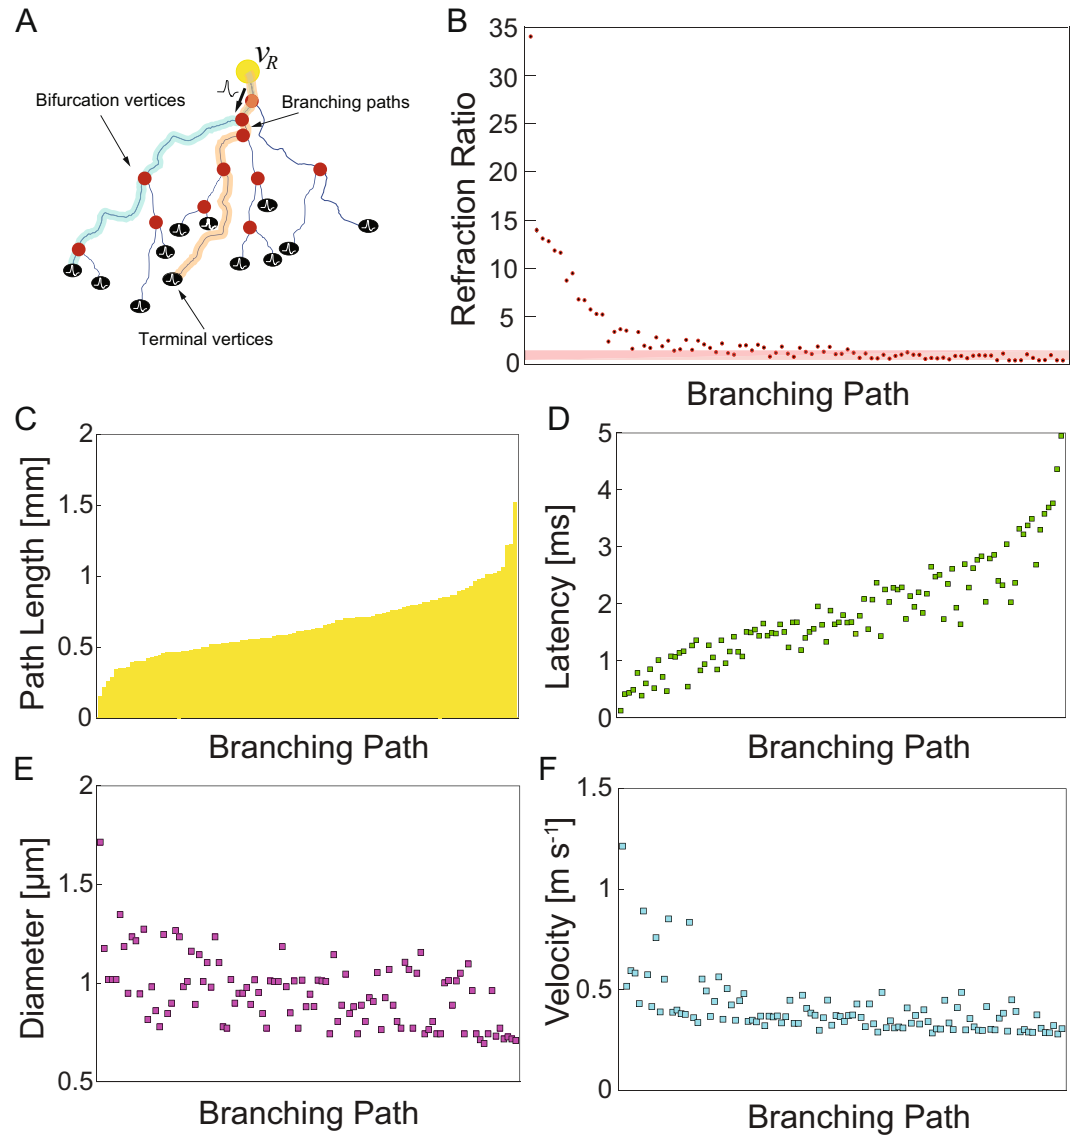 A
v_R
Bifurcation vertices
Branching paths
Terminal vertices
B
35
30
25
20
15
10
5
0
Refraction Ratio
Branching Path
C
2
1.5
1
0.5
0
Path Length [mm]
Branching Path
D
5
4
3
2
1
0
Latency [ms]
Branching Path
E
2
1.5
1
0.5
Diameter [μm]
Branching Path
F
1.5
1
0.5
0
Velocity [m s⁻¹]
Branching Path